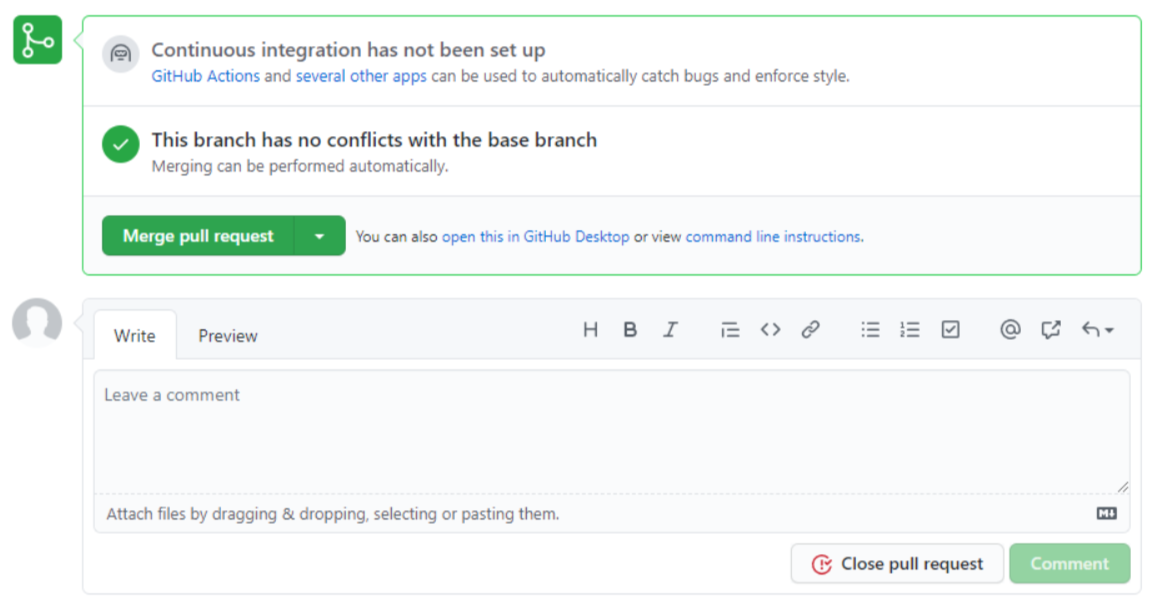 Continuous integration has not been set up
GitHub Actions and several other apps can be used to automatically catch bugs and enforce style.
This branch has no conflicts with the base branch
Merging can be performed automatically.
Merge pull request
You can also open this in GitHub Desktop or view command line instructions.
Write Preview
Leave a comment
Attach files by dragging & dropping, selecting or pasting them.
Close pull request Comment